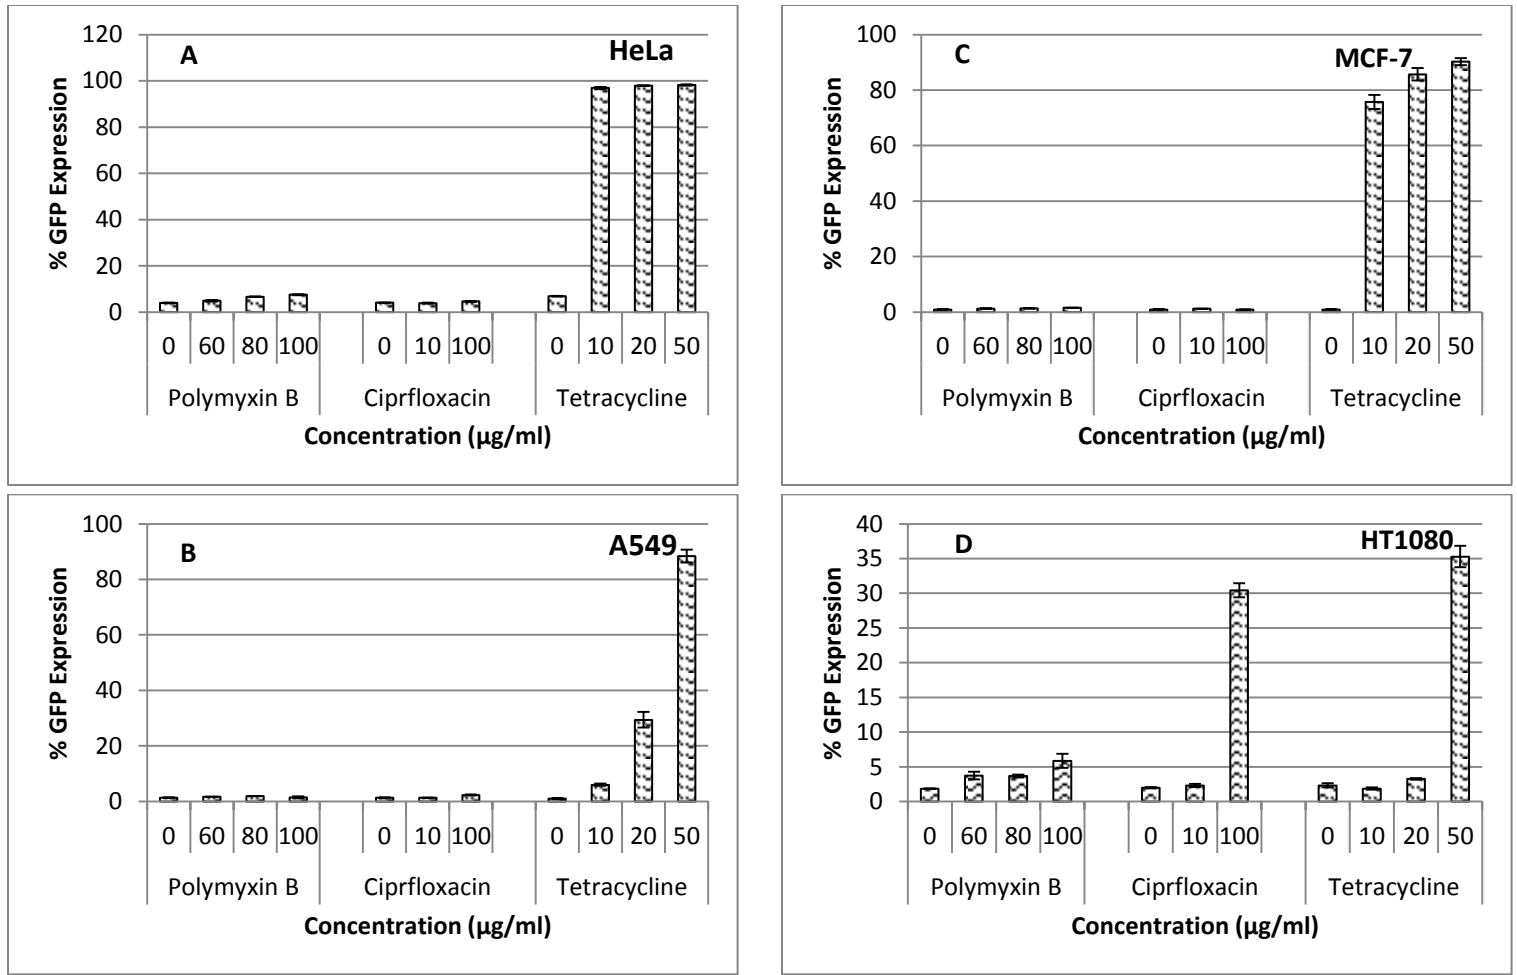 A
HeLa
% GFP Expression
120
100
80
60
40
20
0
0 60 80 100 0 10 100 0 10 20 50
Polymyxin B Ciprfloxacin Tetracycline
Concentration (µg/ml)
C
MCF-7
% GFP Expression
100
80
60
40
20
0
0 60 80 100 0 10 100 0 10 20 50
Polymyxin B Ciprfloxacin Tetracycline
Concentration (µg/ml)
B
A549
% GFP Expression
100
80
60
40
20
0
0 60 80 100 0 10 100 0 10 20 50
Polymyxin B Ciprfloxacin Tetracycline
Concentration (µg/ml)
D
HT1080
% GFP Expression
40
35
30
25
20
15
10
5
0
0 60 80 100 0 10 100 0 10 20 50
Polymyxin B Ciprfloxacin Tetracycline
Concentration (µg/ml)